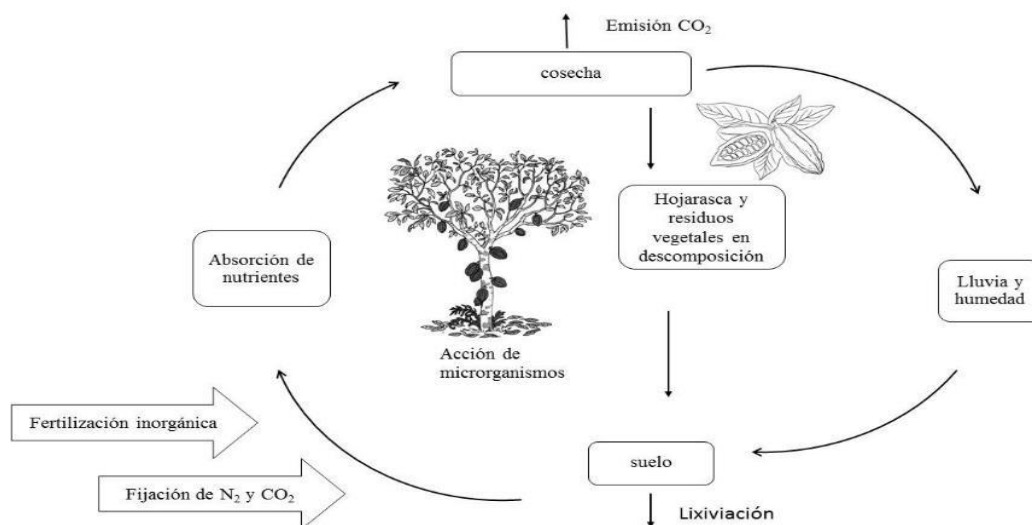 Emisión CO₂
cosecha
Hojarasca y
residuos
vegetales en
descomposición
Absorción de
nutrientes
Lluvia y
humedad
Acción de
microrganismos
Fertilización inorgánica
suelo
Fijación de N₂ y CO₂
Lixiviación